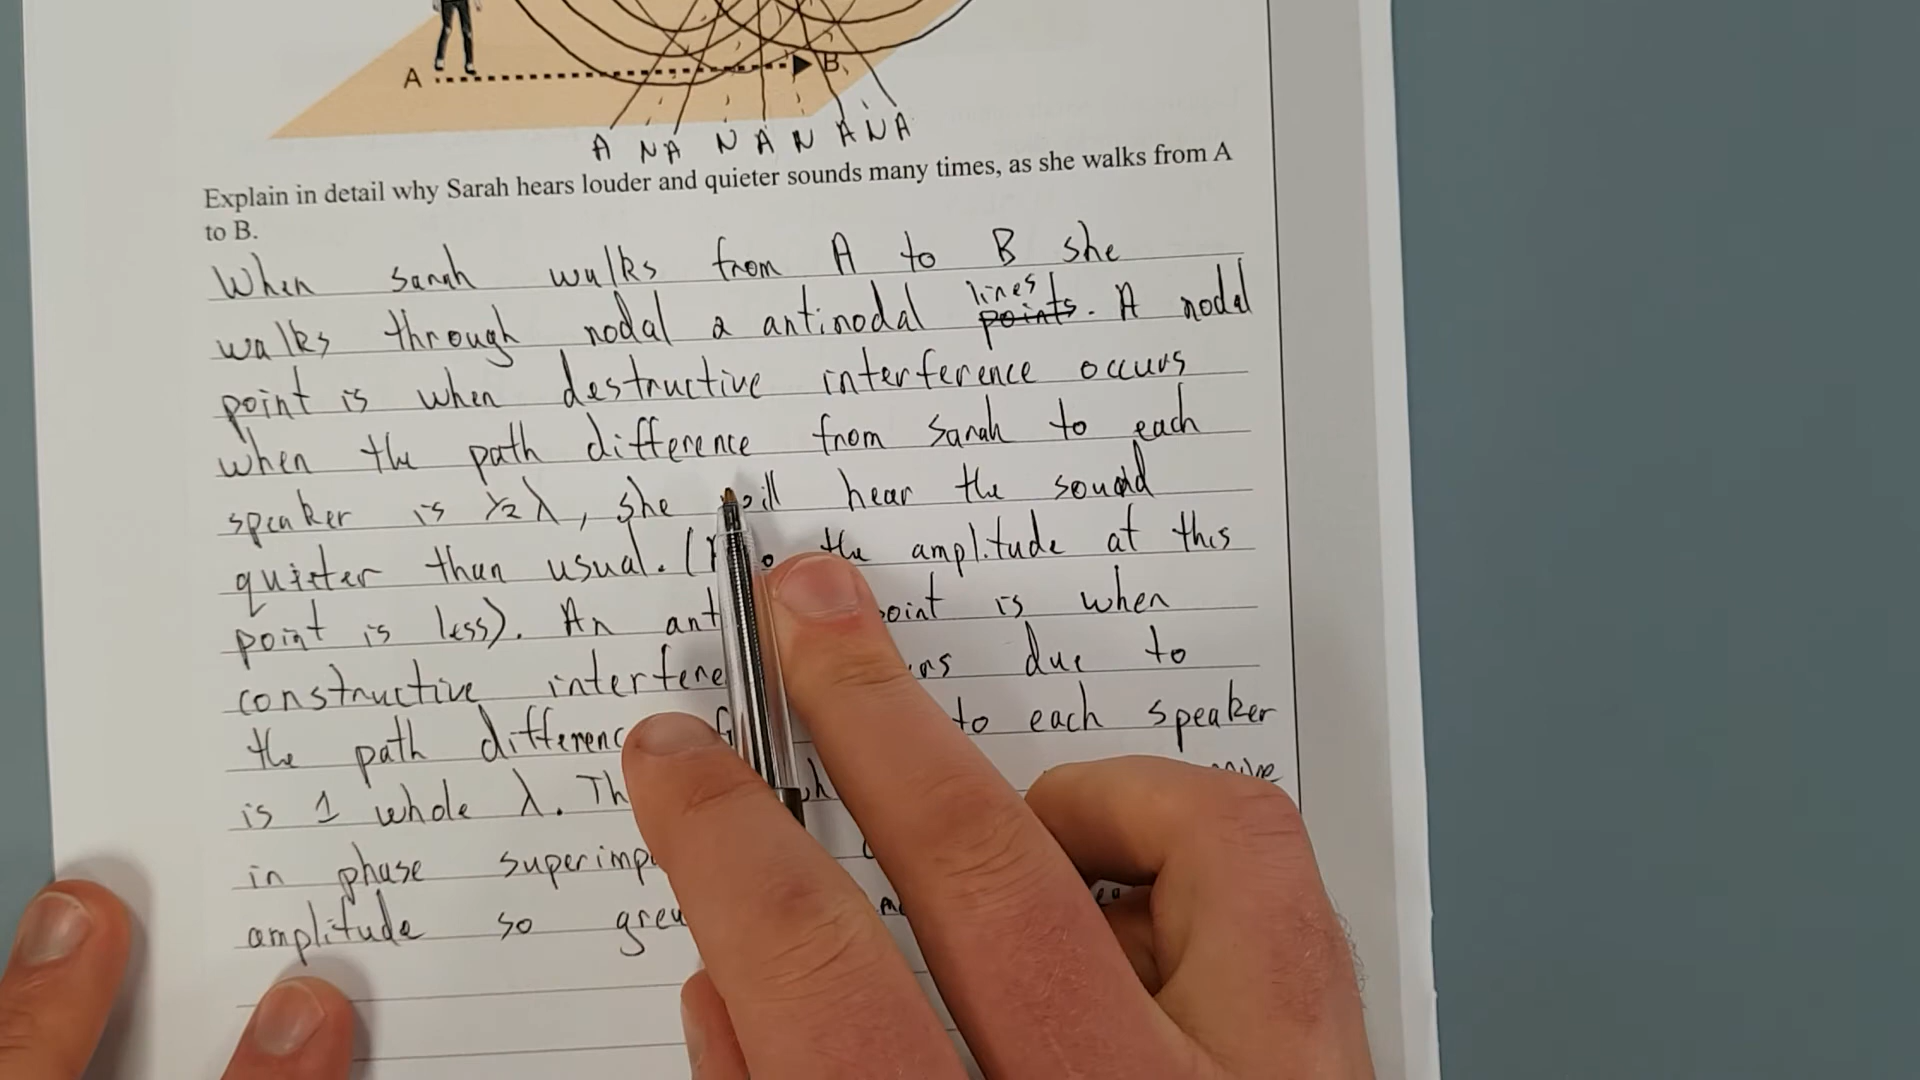 A
B
A NA N A N A N A
Explain in detail why Sarah hears louder and quieter sounds many times, as she walks from A
to B.
When Sarah walks from A to B she
lines
walks through nodal & antinodal points. A nodal
point is when destructive interference occurs
when the path difference from Sarah to each
speaker is ½λ, she will hear the sound
quieter than usual. ( the amplitude at this
point is less). An point is when
constructive due to
the path to each speaker
is 1 whole λ.
in phase
amplitude so